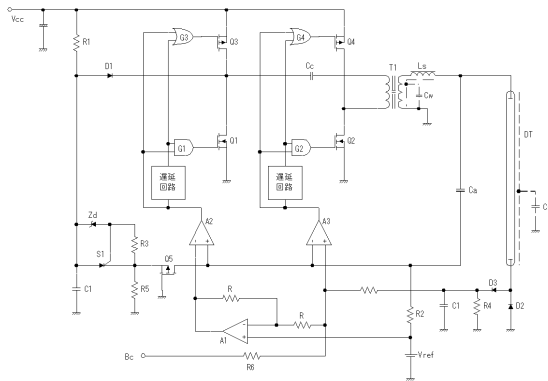 Vcc
R1
D1
G3
Q3
G4
Q4
Cc
T1
Ls
Cw
DT
G1
Q1
G2
Q2
遅延
回路
遅延
回路
Ca
C
Zd
A2
A3
S1
R3
Q5
C1
R5
R
R
A1
R2
C1
R4
D3
D2
Bc
R6
Vref